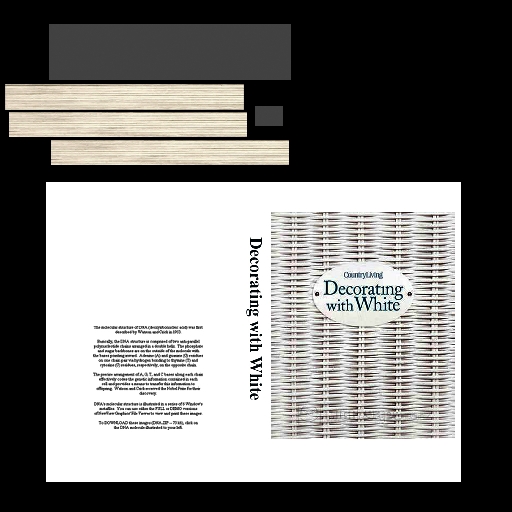 CountryLiving
Decorating
with White
Decorating with White
The molecular structure of DNA (deoxyribonucleic acid) was first
described by Watson and Crick in 1953.
Basically, the DNA structure is composed of two anti-parallel
polynucleotide chains arranged in a double helix. The phosphate
and sugar backbones are on the outside of the molecule with
the bases pointing inward. Adenine (A) and guanine (G) residues
on one chain pair via hydrogen bonding to thymine (T) and
cytosine (C) residues, respectively, on the opposite chain.
The precise arrangement of A, G, T, and C bases along each chain
effectively codes the genetic information contained in each
cell and provides a means to transfer this information to
offspring. Watson and Crick received the Nobel Prize for their
discovery.
DNA's molecular structure is illustrated in a series of 6 Window's
metafiles. You can use either the FULL or DEMO versions
of NewView Graphics' File Viewer to view and print these images
To DOWNLOAD these images (DNA.ZIP - 70 kb), click on
the DNA molecule illustrated to your left.